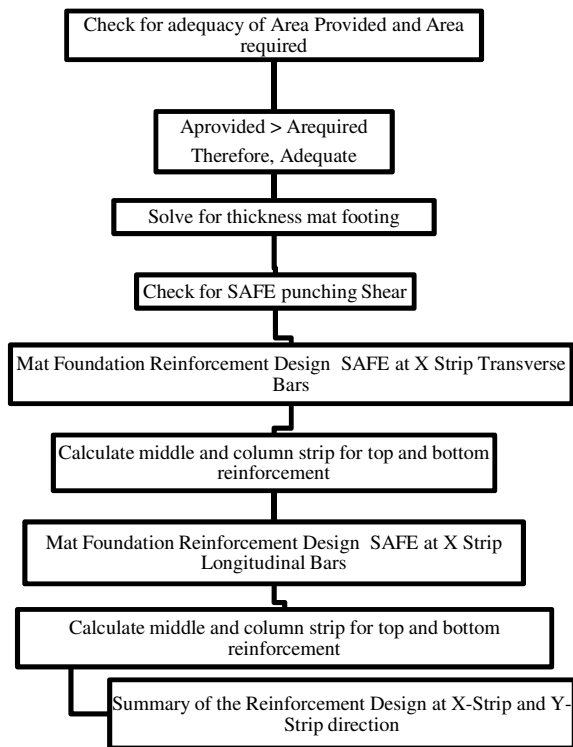 Check for adequacy of Area Provided and Area
required
Aprovided > Arequired
Therefore, Adequate
Solve for thickness mat footing
Check for SAFE punching Shear
Mat Foundation Reinforcement Design SAFE at X Strip Transverse
Bars
Calculate middle and column strip for top and bottom
reinforcement
Mat Foundation Reinforcement Design SAFE at X Strip
Longitudinal Bars
Calculate middle and column strip for top and bottom
reinforcement
Summary of the Reinforcement Design at X-Strip and Y-
Strip direction